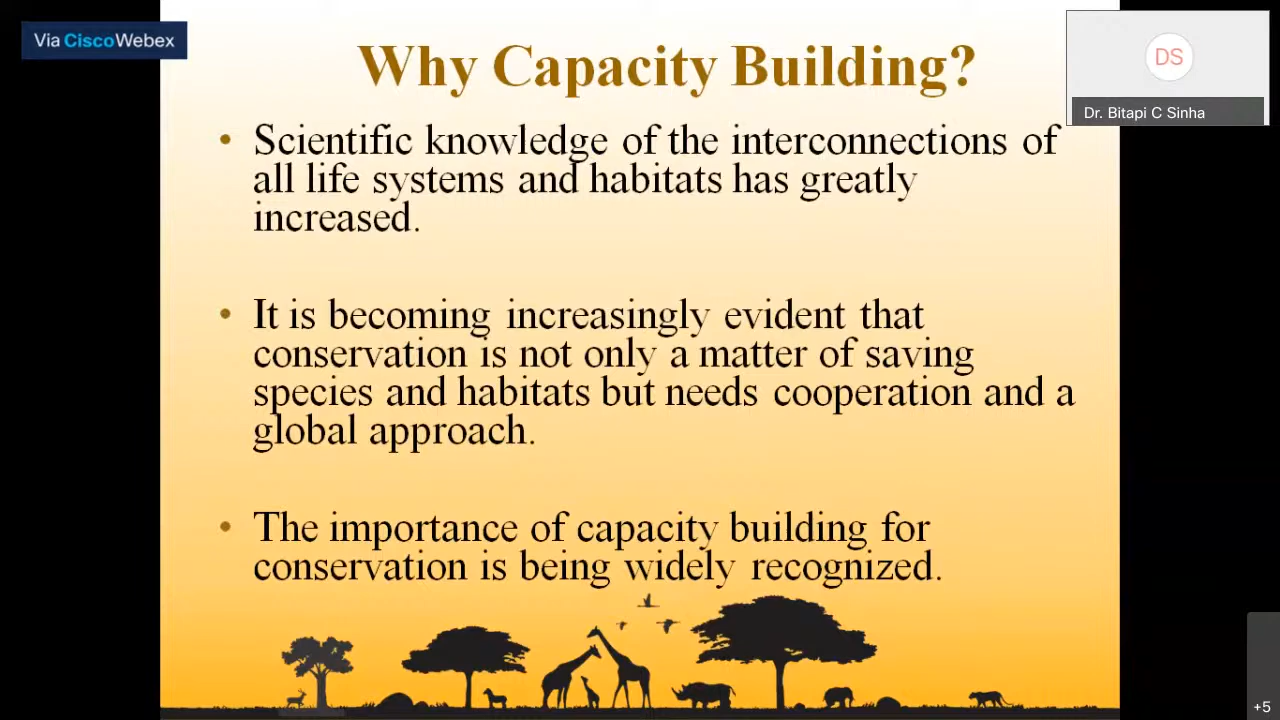 Via CiscoWebex
Why Capacity Building?
DS
Dr. Bitapi C Sinha
• Scientific knowledge of the interconnections of
all life systems and habitats has greatly
increased.
• It is becoming increasingly evident that
conservation is not only a matter of saving
species and habitats but needs cooperation and a
global approach.
• The importance of capacity building for
conservation is being widely recognized.
+5